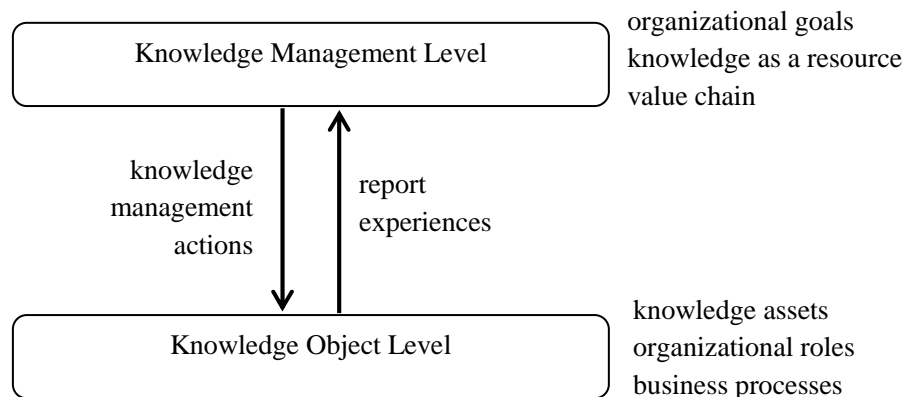 organizational goals
Knowledge Management Level
knowledge as a resource
value chain
knowledge
management
actions
report
experiences
knowledge assets
Knowledge Object Level
organizational roles
business processes